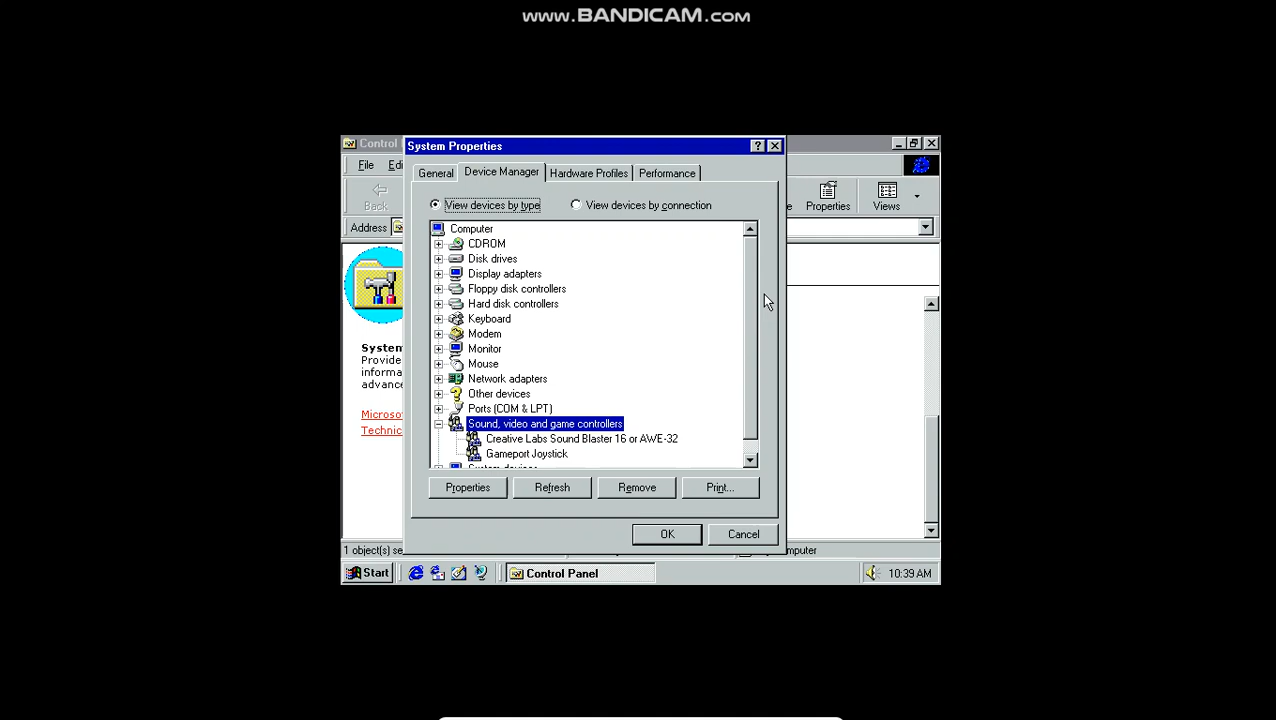 www.BANDICAM.com
Control
System Properties
File Edi
General Device Manager Hardware Profiles Performance
Back
Properties Views
View devices by type View devices by connection
Address
Computer
CDROM
Disk drives
Display adapters
Floppy disk controllers
Hard disk controllers
Keyboard
Modem
Monitor
Mouse
Network adapters
Other devices
Ports (COM & LPT)
Sound, video and game controllers
Creative Labs Sound Blaster 16 or AWE-32
Gameport Joystick
System devices
System
Provide
informa
advanc
Microso
Technic
Properties Refresh Remove Print...
OK Cancel
1 object(s) se
omputer
Start Control Panel 10:39 AM